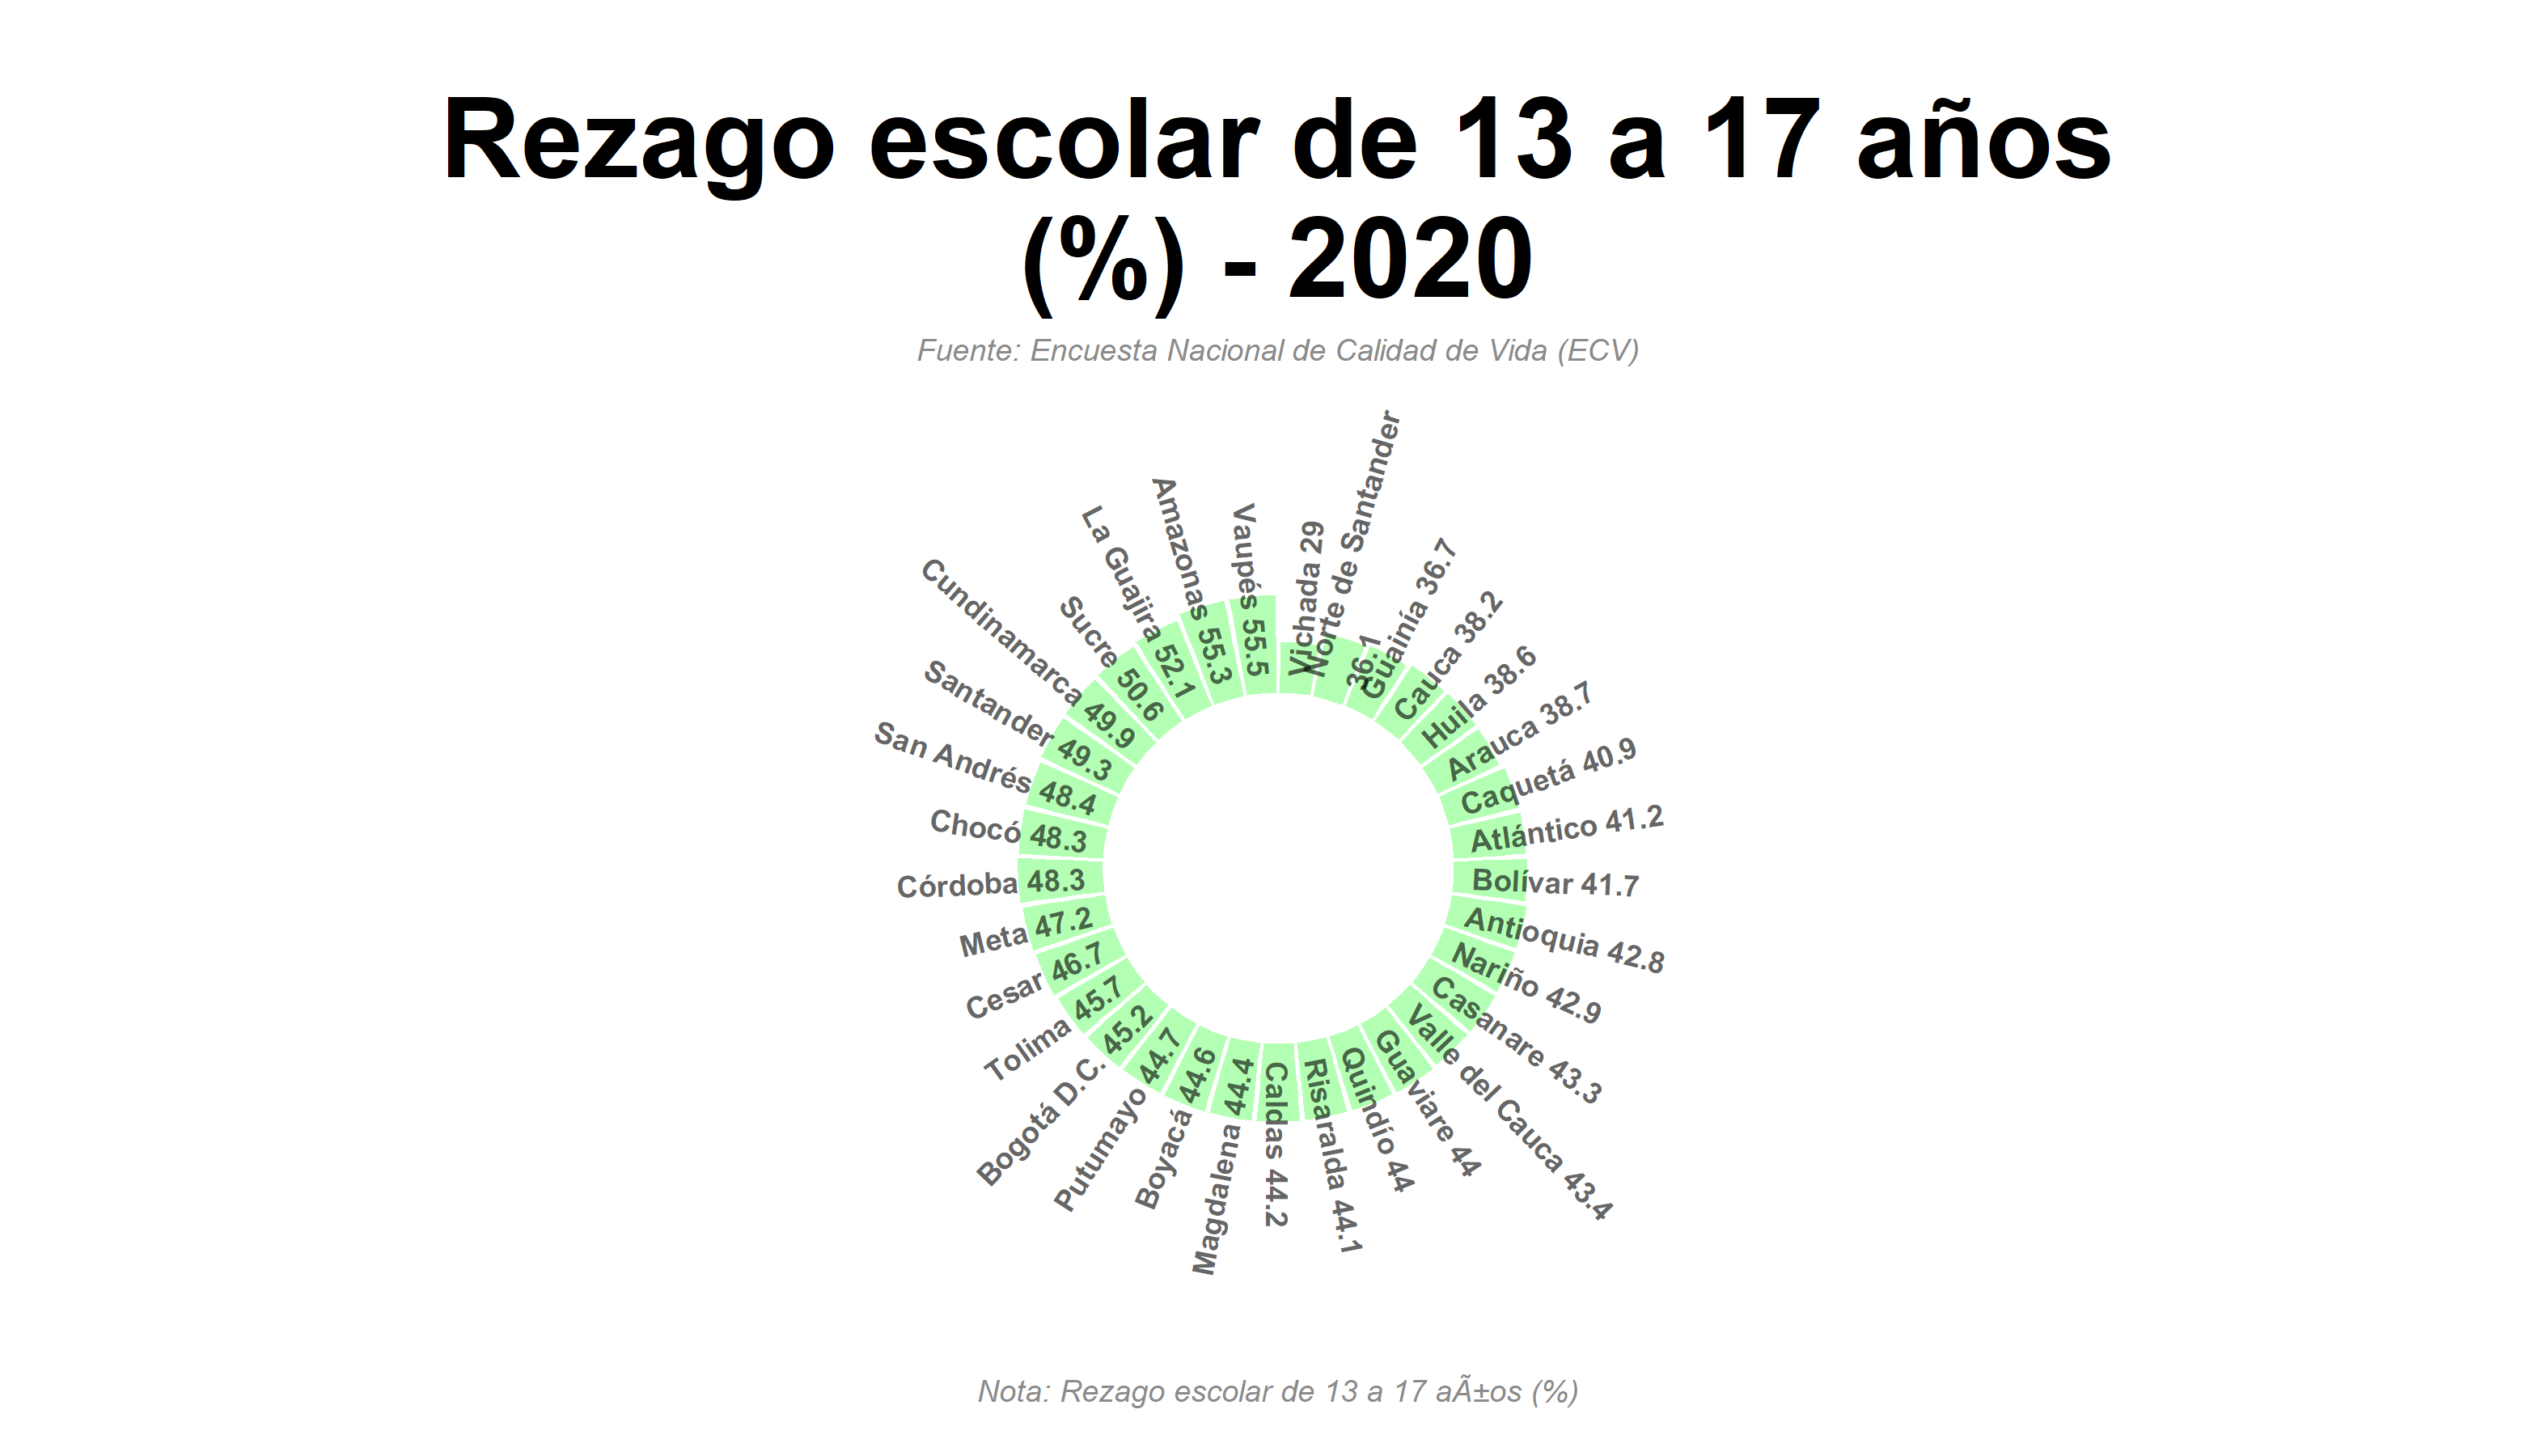 Rezago escolar de 13 a 17 años
(%) - 2020
Fuente: Encuesta Nacional de Calidad de Vida (ECV)
Vichada 29
Norte de Santander
36.1
Guainía 36.7
Cauca 38.2
Huila 38.6
Arauca 38.7
Caquetá 40.9
Atlántico 41.2
Bolívar 41.7
Antioquia 42.8
Nariño 42.9
Casanare 43.3
Valle del Cauca 43.4
Guaviare 44
Quindío 44
Risaralda 44.1
Caldas 44.2
Magdalena 44.4
Boyacá 44.6
Putumayo 44.7
Bogotá D.C. 45.2
Tolima 45.7
Cesar 46.7
Meta 47.2
Córdoba 48.3
Chocó 48.3
San Andrés 48.4
Santander 49.3
Cundinamarca 49.9
Sucre 50.6
La Guajira 52.1
Amazonas 55.3
Vaupés 55.5
Nota: Rezago escolar de 13 a 17 aÃ±os (%)